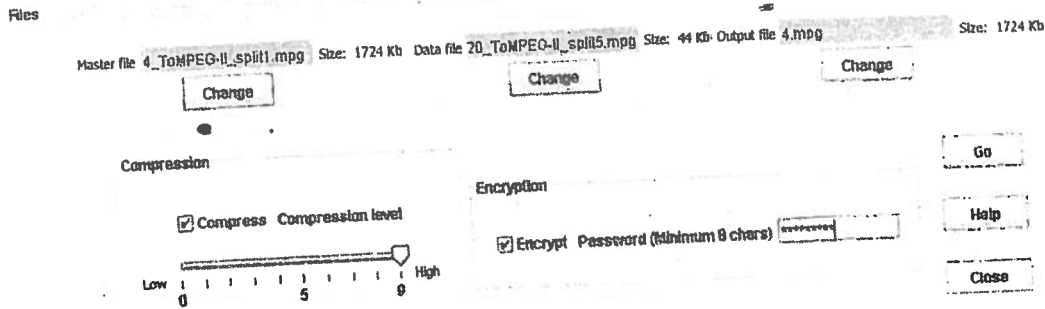 Files
Master file 4_ToMPEG-II_split1.mpg Size: 1724 Kb Data file 20_ToMPEG-II_split5.mpg Size: 44 Kb Output file 4.mpg Size: 1724 Kb
Change Change Change
Compression
Go
Encryption
Compress Compression level
Help
Encrypt Password (Minimum 8 chars) ********
Low High
0 5 9
Close